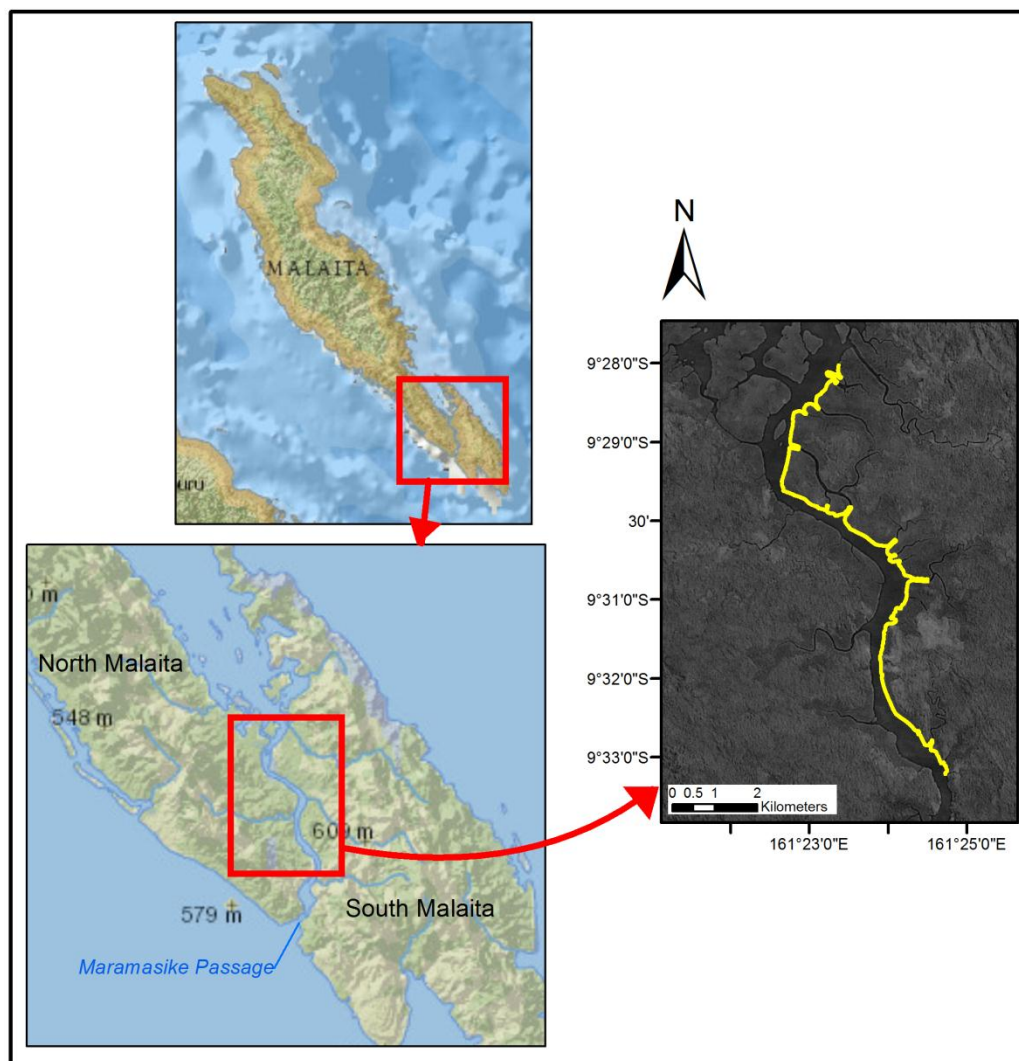 MALAITA
uru
North Malaita
548 m
609 m
579 m
South Malaita
Maramasike Passage
N
9°28'0"S
9°29'0"S
30'
9°31'0"S
9°32'0"S
9°33'0"S
0 0.5 1 2
Kilometers
161°23'0"E
161°25'0"E